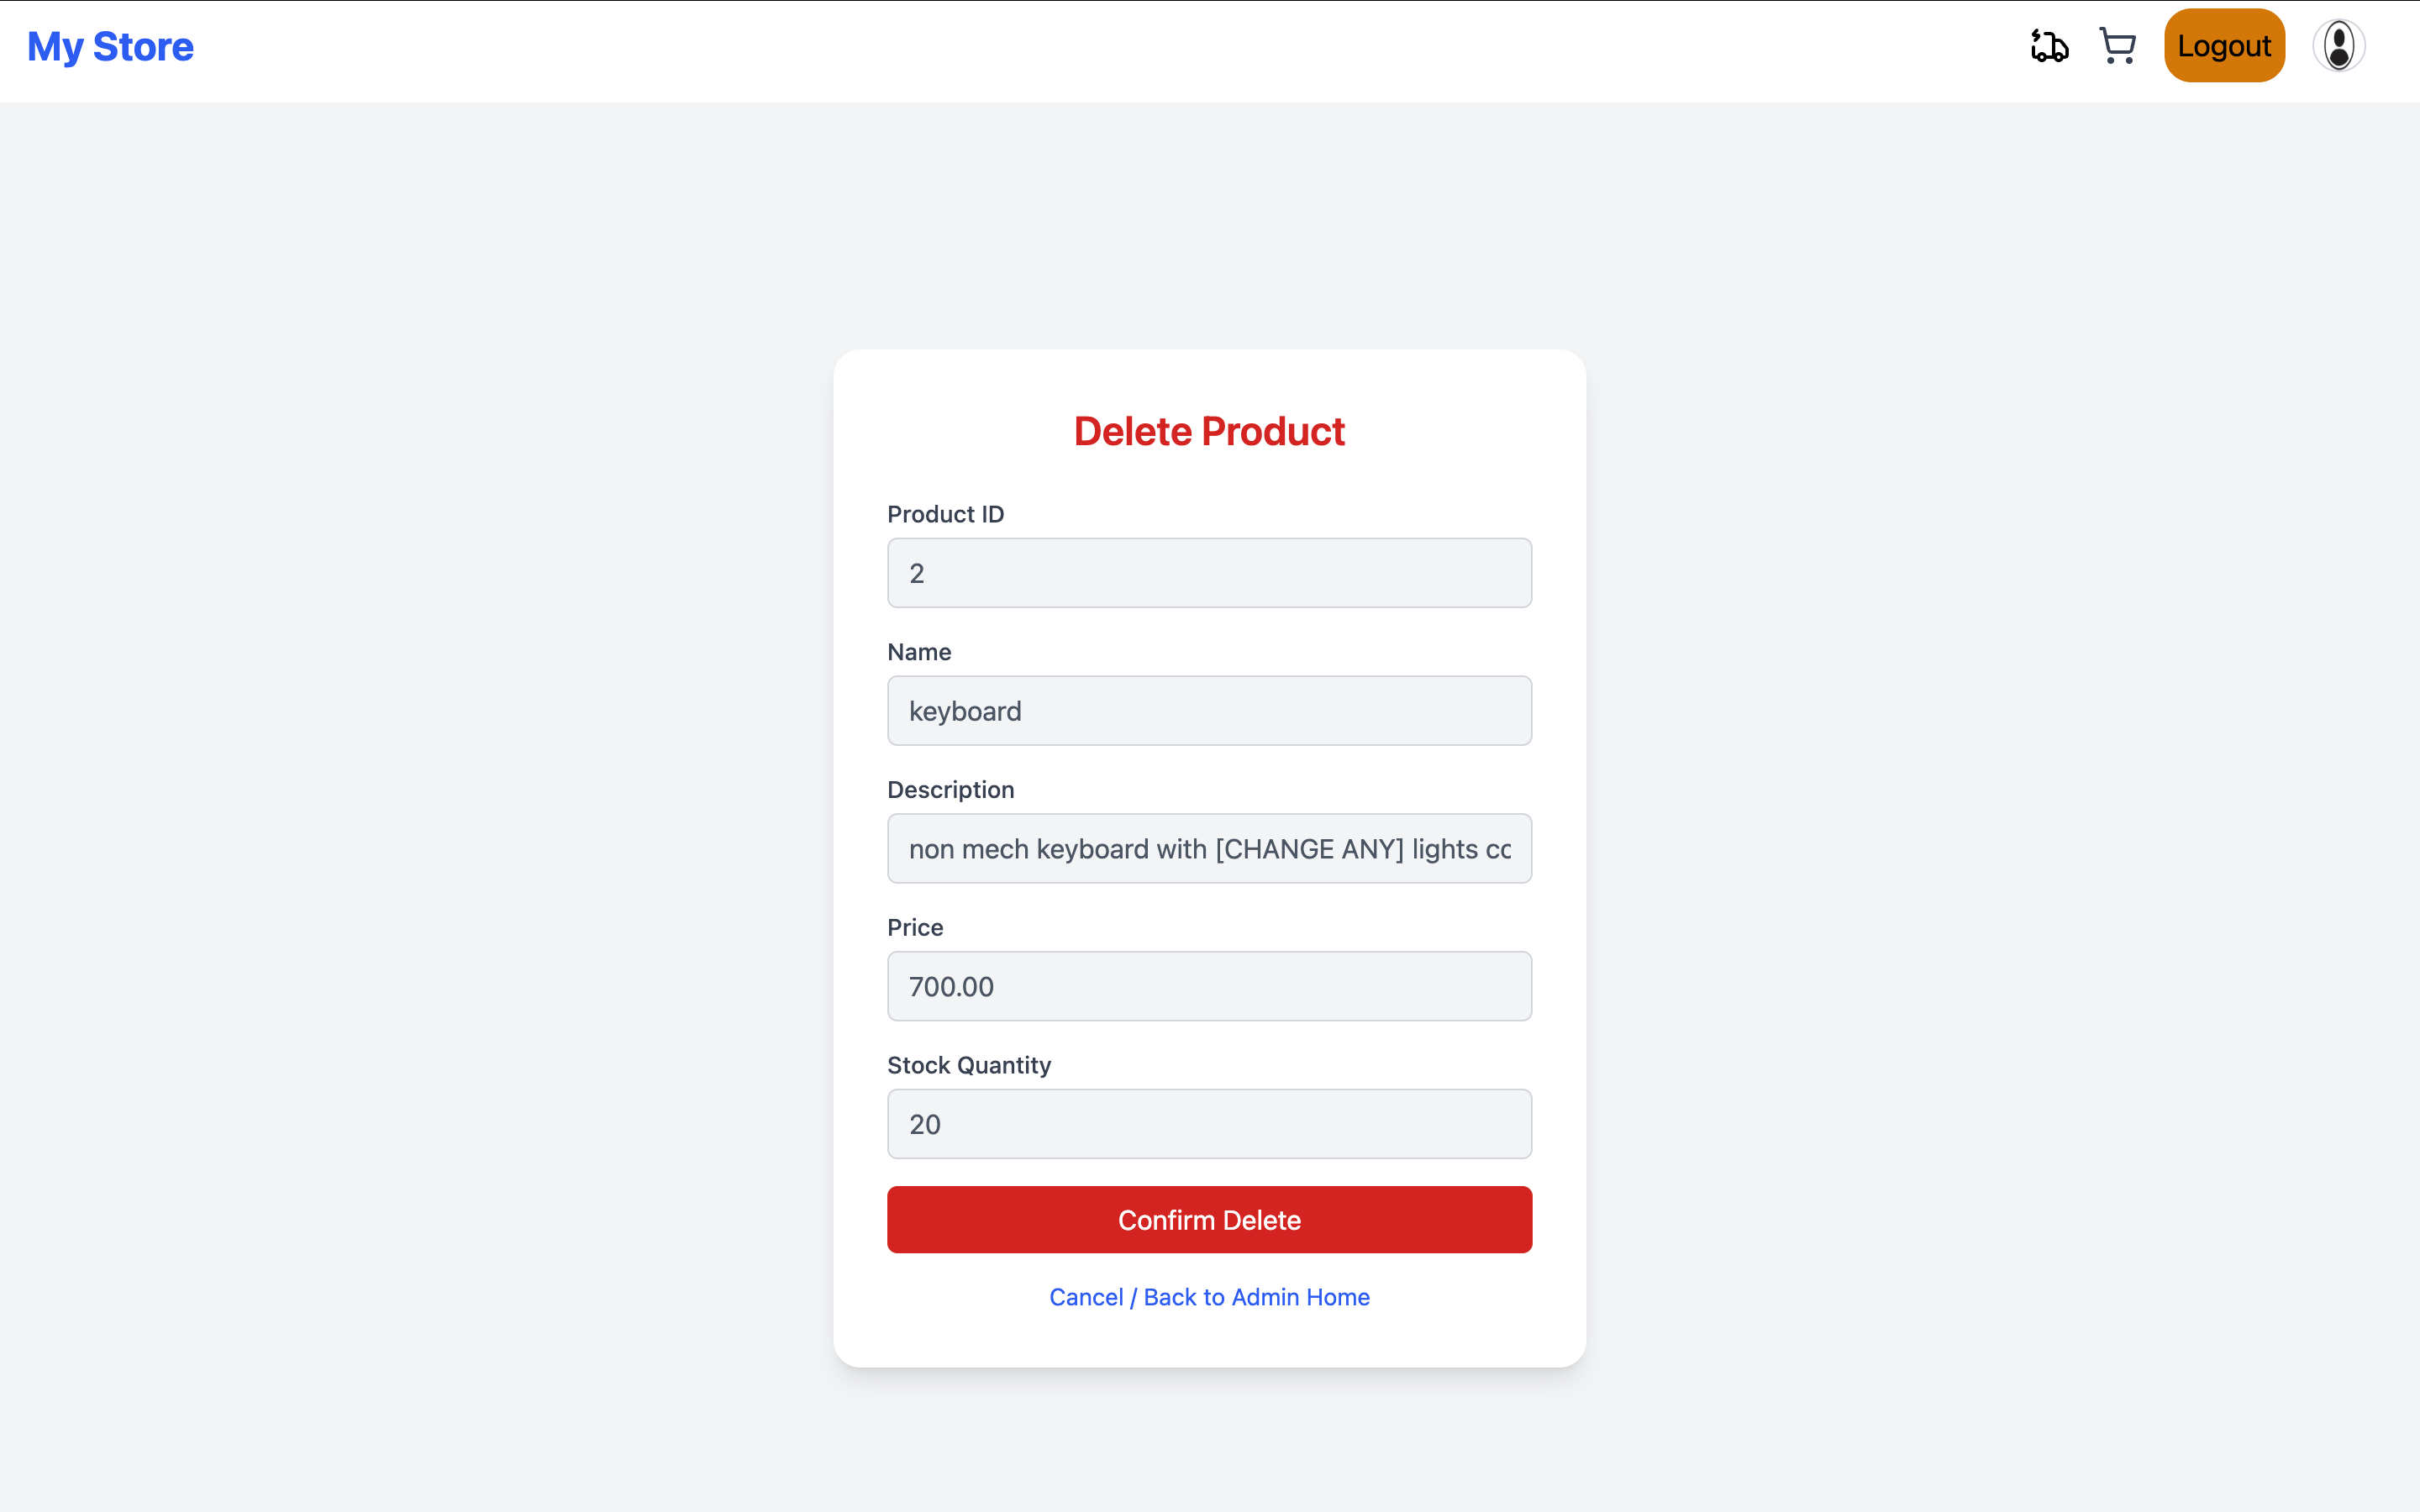 My Store
Logout
Delete Product
Product ID
2
Name
keyboard
Description
non mech keyboard with [CHANGE ANY] lights
Price
700.00
Stock Quantity
20
Confirm Delete
Cancel / Back to Admin Home